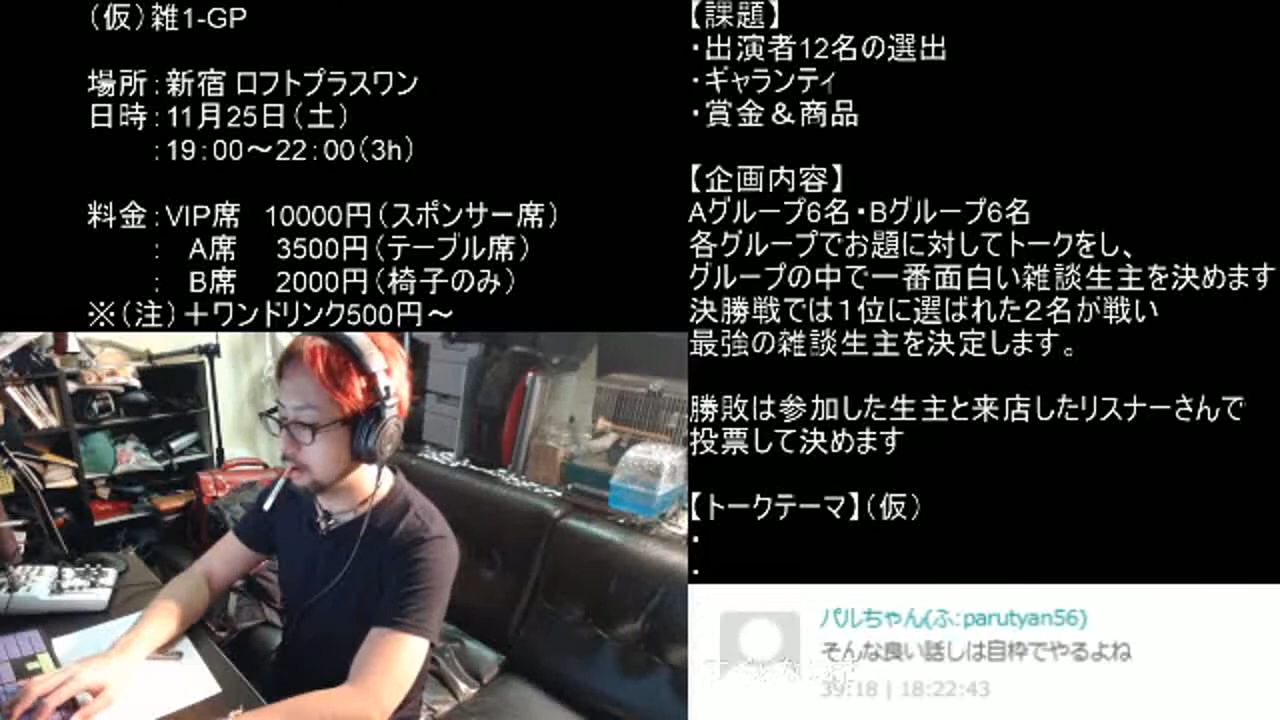 （仮）雑1-GP
場所：新宿 ロフトプラスワン
日時：11月25日（土）
：19：00～22：00（3h）
料金：VIP席 10000円（スポンサー席）
： A席 3500円（テーブル席）
： B席 2000円（椅子のみ）
※（注）＋ワンドリンク500円～
【課題】
・出演者12名の選出
・ギャランティ
・賞金＆商品
【企画内容】
Aグループ6名・Bグループ6名
各グループでお題に対してトークをし、
グループの中で一番面白い雑談生主を決めます
決勝戦では１位に選ばれた２名が戦い
最強の雑談生主を決定します。
勝敗は参加した生主と来店したリスナーさんで
投票して決めます
【トークテーマ】（仮）
・
・
パルちゃん(ふ:parutyan56)
そんな良い話しは自枠でやるよね
39:18 | 18:22:43